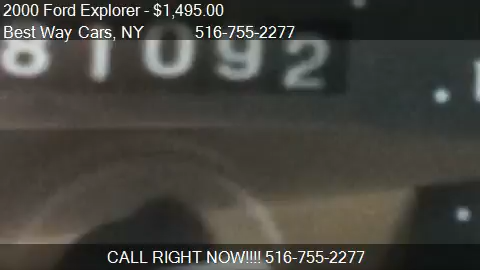 2000 Ford Explorer - $1,495.00
Best Way Cars, NY 516-755-2277
81092
CALL RIGHT NOW!!!! 516-755-2277